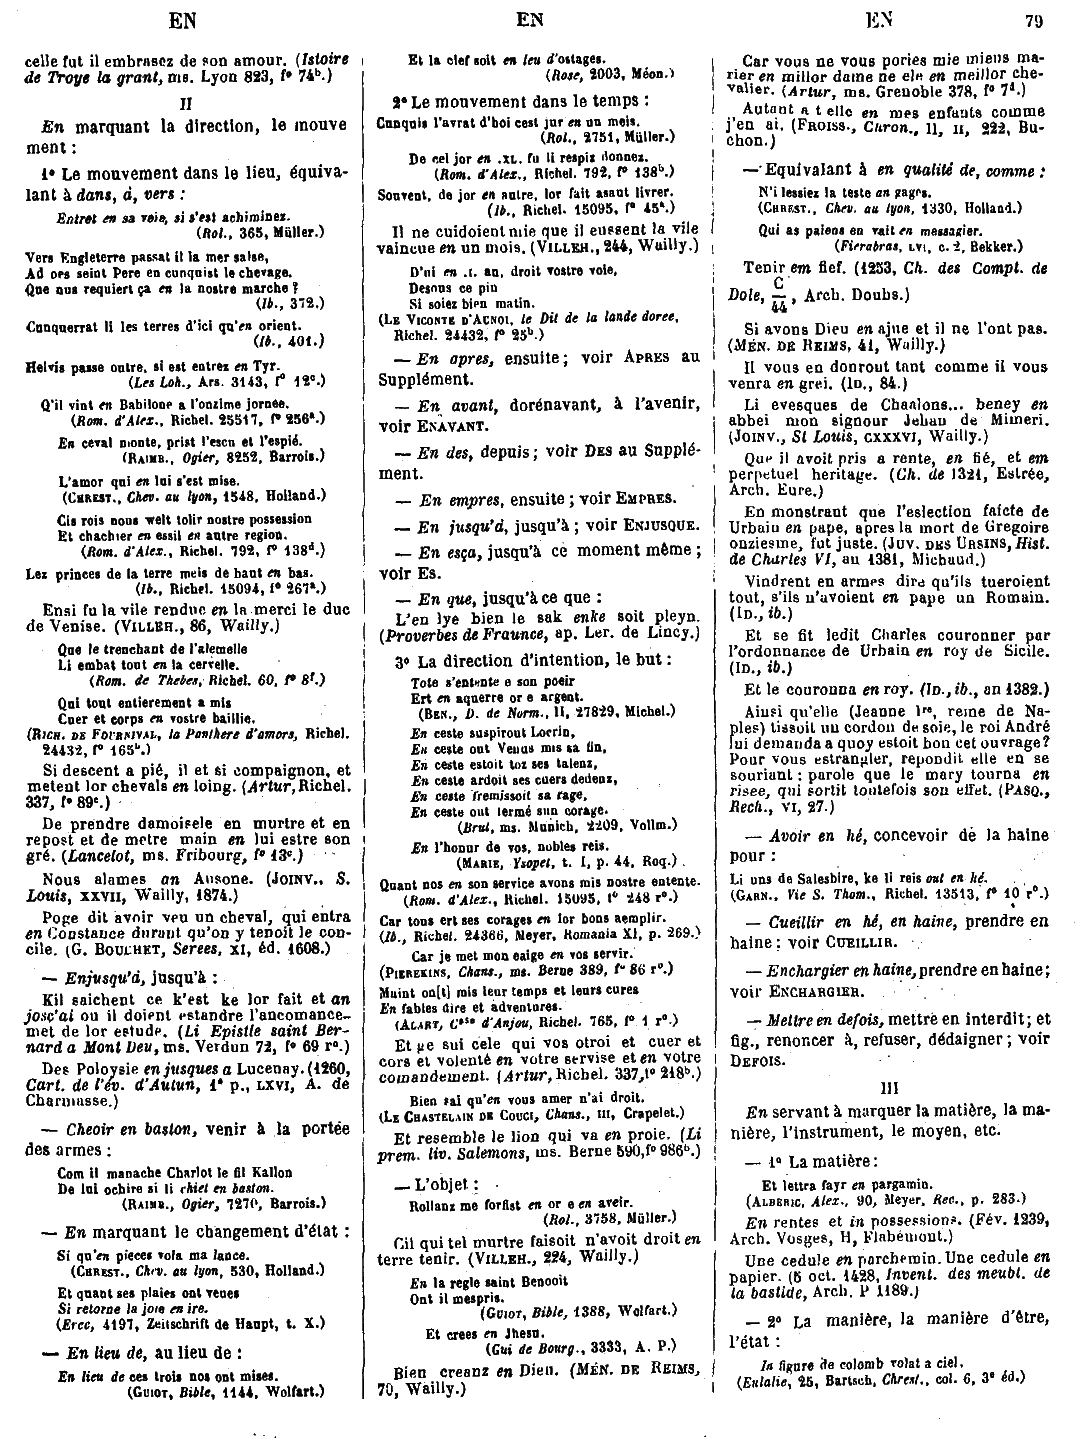 EN
EN
EN
79
celle fut il embrasez de son amour. (Istoire
de Troye la grant, ms. Lyon 823, f° 74b.)
II
En marquant la direction, le mouve
ment :
1° Le mouvement dans le lieu, équiva-
lant à dans, à, vers :
Entret en sa veie, si s'est achiminez.
(Rol., 365, Müller.)
Vers Engleterre passat il la mer salse,
Ad oes seint Pere en cunquist le chevage.
Que nus requiert ça en la nostre marche ?
(Ib., 372.)
Cunquerrat li les terres d'ici qu'en orient.
(Ib., 401.)
Helvis passe outre, si est entrez en Tyr.
(Les Loh., Ars. 3143, f° 12c.)
Q'il vint en Babilone a l'onzime jornee.
(Rom. d'Alex., Richel. 25517, f° 256a.)
En ceval monte, prist l'escu et l'espié.
(RAIMB., Ogier, 8252, Barrois.)
L'amor qui en lui s'est mise.
(CHREST., Chev. au lyon, 1548, Holland.)
Cis rois nous welt tolir nostre possession
Et chachier en essil en autre region.
(Rom. d'Alex., Richel. 792, f° 138d.)
Lez princes de la terre meis de haut en bas.
(Ib., Richel. 15094, f° 267a.)
Ensi fu la vile rendue en la merci le duc
de Venise. (VILLEH., 86, Wailly.)
Que le trenchant de l'alemelle
Li embat tout en la cervelle.
(Rom. de Thebes, Richel. 60, f° 8f.)
Qui tout entierement a mis
Cuer et corps en vostre baillie.
(RICH. DE FOURNIVAL, la Panthere d'amors, Richel.
24432, f° 165b.)
Si descent a pié, il et si compaignon, et
metent lor chevals en loing. (Artur, Richel.
337, f° 89c.)
De prendre damoisele en murtre et en
repost et de metre main en lui estre son
gré. (Lancelot, ms. Fribourg, f° 13c.)
Nous alames an Ausone. (JOINV., S.
Louis, XXVII, Wailly, 1874.)
Poge dit avoir veu un cheval, qui entra
en Constance durant qu'on y tenoit le con-
cile. (G. BOUCHET, Serees, XI, éd. 1608.)
— Enjusqu'à, jusqu'à :
Kil saichent ce k'est ke lor fait et an
josc'ai ou il doient estandre l'ancomance-
met de lor estude. (Li Epistle saint Ber-
nard a Mont Deu, ms. Verdun 72, f° 69 r°.)
Des Poloysie en jusques a Lucenay. (1260,
Cart. de l'év. d'Autun, 1e p., LXVI, A. de
Charmasse.)
— Cheoir en baston, venir à la portée
des armes :
Com il manache Charlot le fil Kallon
De lui ochire si li chiet en baston.
(RAIMB., Ogier, 7270, Barrois.)
— En marquant le changement d'état :
Si qu'en pieces vola ma lance.
(CHREST., Chev. au lyon, 530, Holland.)
Et quant ses plaies ont veues
Si retorne la joie en ire.
(Erec, 4197, Zeitschrift de Haupt, t. X.)
— En lieu de, au lieu de :
En lieu de ces trois nos ont mises.
(GUIOT, Bible, 1144, Wolfart.)
Et la clef soit en leu d'ostages.
(Rose, 2003, Méon.)
2° Le mouvement dans le temps :
Cunquis l'avrat d'hoi cest jur en un meis.
(Rol., 2751, Müller.)
De cel jor en .XL. fu li respiz donnez.
(Rom. d'Alex., Richel. 792, f° 138b.)
Souvent, de jor en autre, lor fait asaut livrer.
(Ib., Richel. 15095, f° 45a.)
Il ne cuidoient mie que il eussent la vile
vaincue en un mois. (VILLEH., 244, Wailly.)
D'ui en .I. an, droit vostre voie,
Desous ce pin
Si soiez bien matin.
(LE VICONTE D'AUNOI, le Dit de la lande doree,
Richel. 24432, f° 25b.)
— En apres, ensuite ; voir APRES au
Supplément.
— En avant, dorénavant, à l'avenir,
voir ENAVANT.
— En des, depuis ; voir DES au Supplé-
ment.
— En empres, ensuite ; voir EMPRES.
— En jusqu'à, jusqu'à ; voir ENJUSQUE.
— En esça, jusqu'à ce moment même ;
voir ES.
— En que, jusqu'à ce que :
L'en lye bien le sak enke soit pleyn.
(Proverbes de Fraunce, ap. Ler. de Lincy.)
3° La direction d'intention, le but :
Tote s'entente e son poeir
Ert en aquerre or e argent.
(BEN., D. de Norm., II, 27829, Michel.)
En ceste suspirout Loerin,
En ceste ont Venus mis sa fin,
En ceste estoit toz ses talenz,
En ceste ardoit ses cuers dedenz,
En ceste fremissoit sa rage,
En ceste out fermé sun corage.
(Brut, ms. Munich, 2209, Vollm.)
En l'honur de vos, nobles reis.
(MARIE, Ysopet, t. I, p. 44, Roq.)
Quant nos en son service avons mis nostre entente.
(Rom. d'Alex., Richel. 15095, f° 248 r°.)
Car tous ert ses corages en lor bons aemplir.
(Ib., Richel. 24366, Meyer, Romania XI, p. 269.)
Car je met mon eaige en vos servir.
(PIEREKINS, Chans., ms. Berne 389, f° 86 r°.)
Maint on[t] mis leur temps et leurs cures
En fables dire et adventures.
(ALART, Csse d'Anjou, Richel. 765, f° 1 r°.)
Et ge sui cele qui vos otroi et cuer et
cors et volenté en votre servise et en votre
comandement. (Artur, Richel. 337, f° 218b.)
Bien sai qu'en vous amer n'ai droit.
(LE CHASTELAIN DE COUCI, Chans., III, Crapelet.)
Et resemble le lion qui va en proie. (Li
prem. liv. Salemons, ms. Berne 590, f° 986b.)
— L'objet :
Rollanz me forfist en or e en aveir.
(Rol., 3758, Müller.)
Cil qui tel murtre faisoit n'avoit droit en
terre tenir. (VILLEH., 224, Wailly.)
En la regle saint Benooit
Ont il mespris.
(GUIOT, Bible, 1388, Wolfart.)
Et crees en Jhesu.
(Gui de Bourg., 3333, A. P.)
Bien creanz en Dieu. (MÉN. DE REIMS,
70, Wailly.)
Car vous ne vous pories mie miens ma-
rier en millor dame ne ele en meillor che-
valier. (Artur, ms. Grenoble 378, f° 7d.)
Autant a t elle en mes enfants comme
j'en ai. (FROISS., Chron., II, II, 222, Bu-
chon.)
— Equivalant à en qualité de, comme :
N'i lessiez la teste an gages.
(CHREST., Chev. au lyon, 1330, Holland.)
Qui as paiens en vait en messagier.
(Fierabras, LVI, c. 2, Bekker.)
Tenir em fief. (1253, Ch. des Compt. de
Dole, C/44, Arch. Doubs.)
Si avons Dieu en ajue et il ne l'ont pas.
(MÉN. DE REIMS, 41, Wailly.)
Il vous en donrout tant comme il vous
venra en grei. (ID., 84.)
Li evesques de Chaalons... beney en
abbei mon signour Jehan de Mimeri.
(JOINV., St Louis, CXXXVI, Wailly.)
Que il avoit pris a rente, en fié, et em
perpetuel heritage. (Ch. de 1321, Estrée,
Arch. Eure.)
En monstrant que l'eslection faicte de
Urbain en pape, apres la mort de Gregoire
onziesme, fut juste. (JUV. DES URSINS, Hist.
de Charles VI, an 1381, Michaud.)
Vindrent en armes dire qu'ils tueroient
tout, s'ils n'avoient en pape un Romain.
(ID., ib.)
Et se fit ledit Charles couronner par
l'ordonnance de Urbain en roy de Sicile.
(ID., ib.)
Et le couronna en roy. (ID., ib., an 1382.)
Ainsi qu'elle (Jeanne Ire, reine de Na-
ples) tissoit un cordon de soie, le roi André
lui demanda a quoy estoit bon cet ouvrage?
Pour vous estrangler, repondit elle en se
souriant : parole que le mary tourna en
risee, qui sortit toutefois son effet. (PASQ.,
Rech., VI, 27.)
— Avoir en hé, concevoir de la haine
pour :
Li uns de Salesbire, ke li reis out en hé.
(GARN., Vie S. Thom., Richel. 13513, f° 10 r°.)
— Cueillir en hé, en haine, prendre en
haine : voir CUEILLIR.
— Enchargier en haine, prendre en haine ;
voir ENCHARGIER.
— Mettre en defois, mettre en interdit ; et
fig., renoncer à, refuser, dédaigner ; voir
DEFOIS.
III
En servant à marquer la matière, la ma-
nière, l'instrument, le moyen, etc.
— 1° La matière :
Et lettra fayr en pargamin.
(ALBERIC, Alex., 90, Meyer, Rec., p. 283.)
En rentes et in possessions. (Fév. 1239,
Arch. Vosges, H, Flabémont.)
Une cedule en parchemin. Une cedule en
papier. (6 oct. 1428, Invent. des meubl. de
la bastide, Arch. P 1189.)
— 2° La manière, la manière d'être,
l'état :
In figure de colomb volat a ciel.
(Eulalie, 25, Bartsch, Chrest., col. 6, 3e éd.)